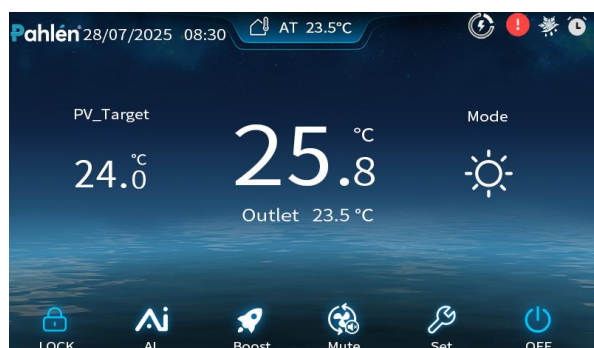 Pahlén® 28/07/2025 08:30 AT 23.5°C
PV_Target
Mode
24.0°C
25.8°C
Outlet 23.5 °C
LOCK AI Boost Mute Set OFF